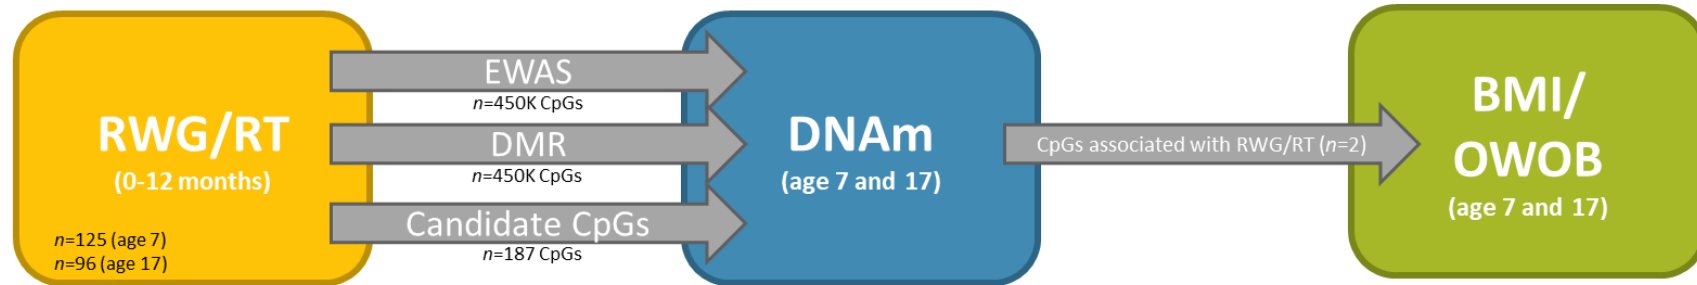 RWG/RT
(0-12 months)
n=125 (age 7)
n=96 (age 17)
EWAS
n=450K CpGs
DMR
n=450K CpGs
Candidate CpGs
n=187 CpGs
DNAm
(age 7 and 17)
CpGs associated with RWG/RT (n=2)
BMI/
OWOB
(age 7 and 17)